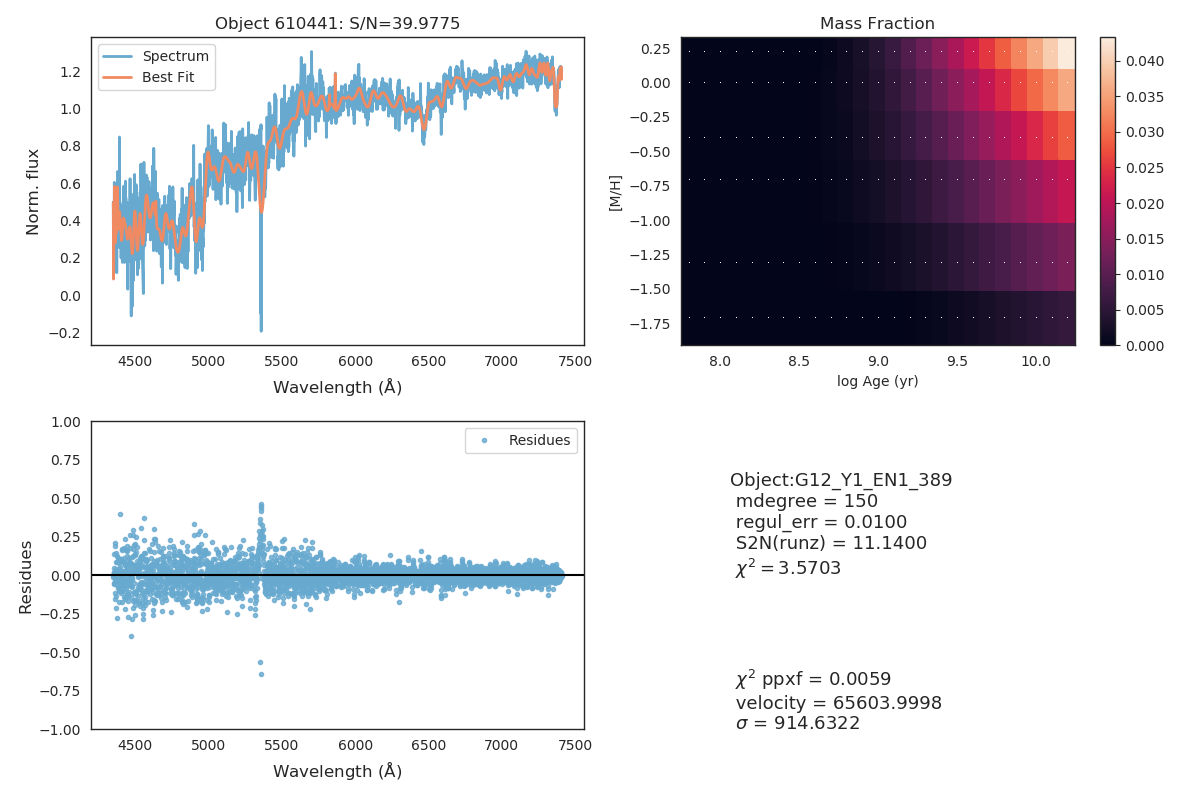 Object 610441: S/N=39.9775
Spectrum
Best Fit
Norm. flux
1.2
1.0
0.8
0.6
0.4
0.2
0.0
−0.2
4500 5000 5500 6000 6500 7000 7500
Wavelength (Å)
Mass Fraction
[M/H]
0.25
0.00
−0.25
−0.50
−0.75
−1.00
−1.25
−1.50
−1.75
8.0 8.5 9.0 9.5 10.0
log Age (yr)
0.040
0.035
0.030
0.025
0.020
0.015
0.010
0.005
0.000
Residues
Residues
1.00
0.75
0.50
0.25
0.00
−0.25
−0.50
−0.75
−1.00
4500 5000 5500 6000 6500 7000 7500
Wavelength (Å)
Object:G12_Y1_EN1_389
mdegree = 150
regul_err = 0.0100
S2N(runz) = 11.1400
χ² = 3.5703
χ² ppxf = 0.0059
velocity = 65603.9998
σ = 914.6322